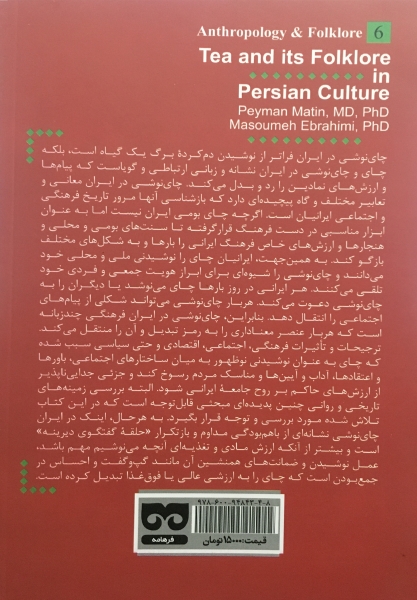 Anthropology & Folklore 6
Tea and its Folklore
in
Persian Culture
Peyman Matin, MD, PhD
Masoumeh Ebrahimi, PhD
چای‌نوشی در ایران فراتر از نوشیدن دم‌کردهٔ برگ یک گیاه است، بلکه
چای و چای‌نوشی در ایران نشانه و زبانی ارتباطی و گویاست که پیام‌ها
و ارزش‌های نمادین را رد و بدل می‌کند. چای‌نوشی در ایران معانی و
تعابیر مختلف و گاه پیچیده‌ای دارد که بازشناسی آنها مرور تاریخ فرهنگی
و اجتماعی ایرانیان است. اگرچه چای بومی ایران نیست اما به عنوان
ابزار مناسبی در دست فرهنگ قرارگرفته تا سنت‌های بومی و محلی و
هنجارها و ارزش‌های خاص فرهنگ ایرانی را بارها و به شکل‌های مختلف
بازگو کند. به همین‌جهت، ایرانیان چای را نوشیدنی ملی و محلی خود
می‌دانند و چای‌نوشی را شیوه‌ای برای ابراز هویت جمعی و فردی خود
تلقی می‌کنند. هر ایرانی در روز بارها چای می‌نوشد یا دیگران را به
چای‌نوشی دعوت می‌کند. هربار چای‌نوشی می‌تواند شکلی از پیام‌های
اجتماعی را انتقال دهد. بنابراین، چای‌نوشی در ایران فرهنگی چندزبانه
است که هربار عنصر معناداری را به رمز تبدیل و آن را منتقل می‌کند.
ترجیحات و تأثیرات فرهنگی، اجتماعی، اقتصادی و حتی سیاسی سبب شده
که چای به عنوان نوشیدنی نوظهور به میان ساختارهای اجتماعی، باورها
و اعتقادها، آداب و آیین‌ها و مناسک مردم رسوخ کند و جزئی جدایی‌ناپذیر
از ارزش‌های حاکم بر روح جامعهٔ ایرانی شود. البته بررسی زمینه‌های
تاریخی و روانی چنین پدیده‌ای مبحثی قابل‌توجه است که در این کتاب
تلاش شده مورد بررسی و توجه قرار بگیرد. به هرحال، اینک در ایران
چای‌نوشی نشانه‌ای از باهم‌بودگی مداوم و بازتکرار «حلقهٔ گفتگوی دیرینه»
است و بیشتر از آنکه ارزش مادی و تغذیه‌ای آنچه می‌نوشیم مهم باشد،
عمل نوشیدن و ضمانت‌های همنشین آن مانند گپ‌وگفت و احساس در
جمع‌بودن است که چای را به ارزشی عالی یا فوق‌غذا تبدیل کرده است.
۹۷۸-۶۰۰-۹۴۸۴۳-۴-۸
قیمت: ۱۵۰۰۰ تومان
فرهامه